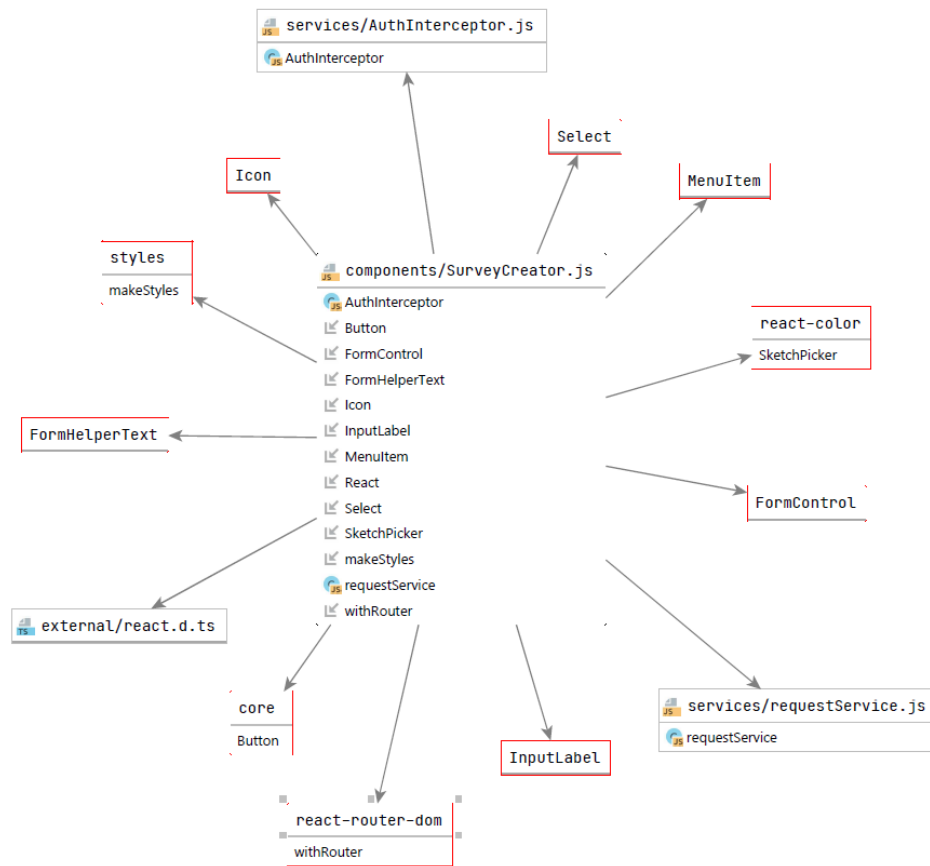 services/AuthInterceptor.js
AuthInterceptor
Select
Icon
MenuItem
styles
makeStyles
components/SurveyCreator.js
AuthInterceptor
Button
FormControl
FormHelperText
Icon
InputLabel
MenuItem
React
Select
SketchPicker
makeStyles
requestService
withRouter
react-color
SketchPicker
FormHelperText
FormControl
external/react.d.ts
core
Button
services/requestService.js
requestService
InputLabel
react-router-dom
withRouter